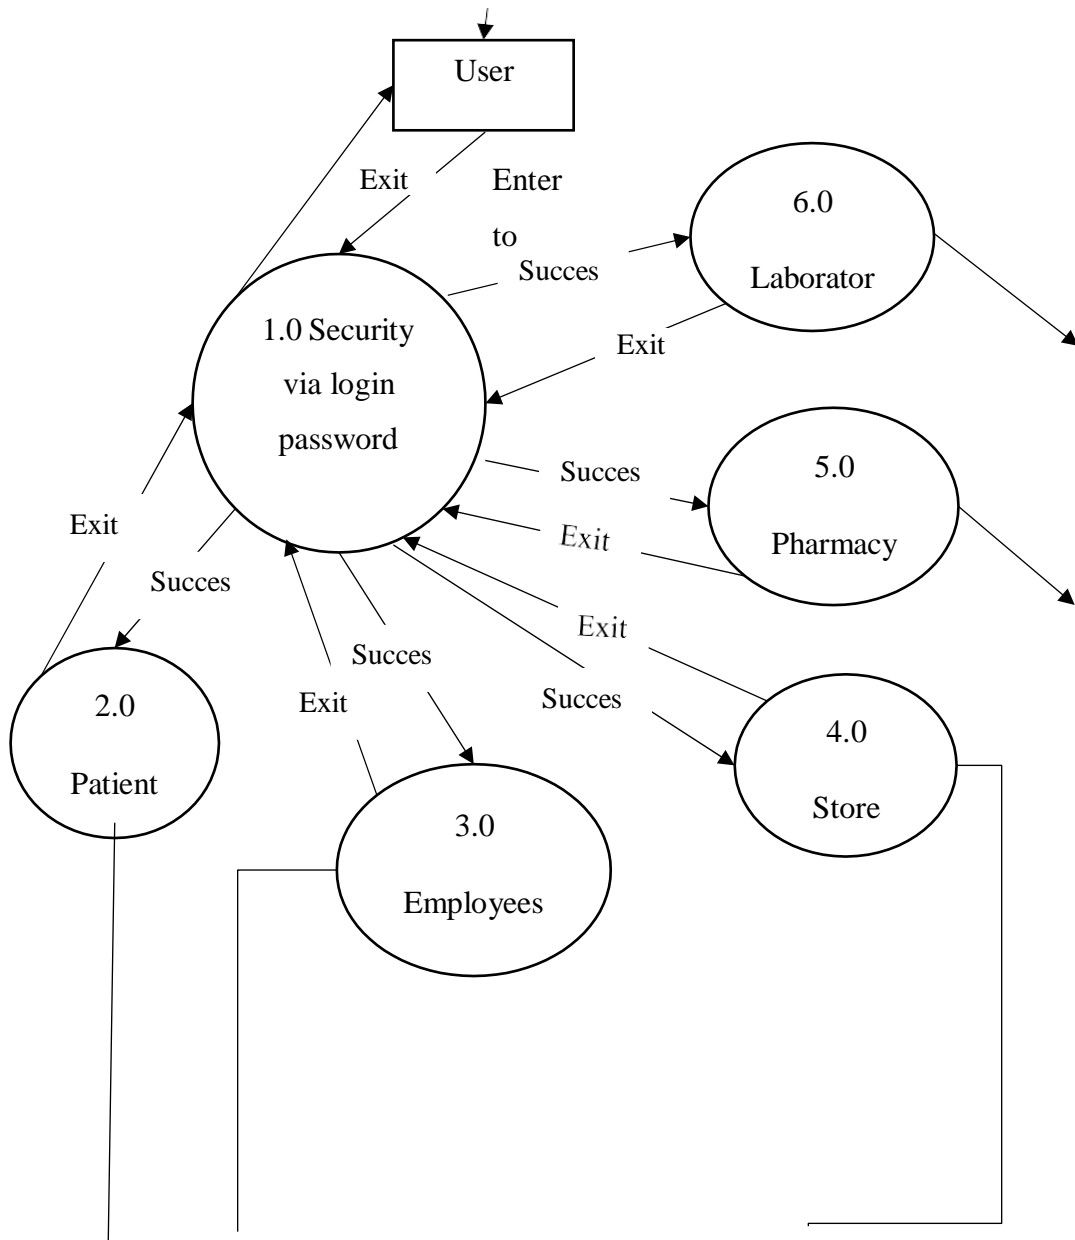 User
Exit
Enter
to
Succes
6.0
Laborator
1.0 Security
via login
password
Exit
5.0
Pharmacy
Succes
Exit
Exit
Succes
Exit
Succes
Exit
Succes
2.0
Patient
3.0
Employees
4.0
Store